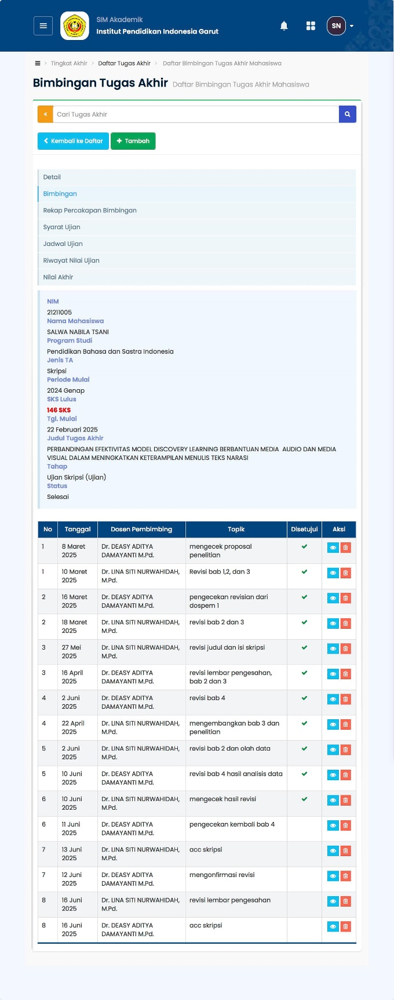 SIM Akademik
Institut Pendidikan Indonesia Garut
SN
Tingkat Akhir > Daftar Tugas Akhir > Daftar Bimbingan Tugas Akhir Mahasiswa
Bimbingan Tugas Akhir Daftar Bimbingan Tugas Akhir Mahasiswa
« Cari Tugas Akhir
Kembali ke Daftar + Tambah
Detail
Bimbingan
Rekap Percakapan Bimbingan
Syarat Ujian
Jadwal Ujian
Riwayat Nilai Ujian
Nilai Akhir
NIM
21211005
Nama Mahasiswa
SALWA NABILA TSANI
Program Studi
Pendidikan Bahasa dan Sastra Indonesia
Jenis TA
Skripsi
Periode Mulai
2024 Genap
SKS Lulus
146 SKS
Tgl. Mulai
22 Februari 2025
Judul Tugas Akhir
PERBANDINGAN EFEKTIVITAS MODEL DISCOVERY LEARNING BERBANTUAN MEDIA AUDIO DAN MEDIA
VISUAL DALAM MENINGKATKAN KETERAMPILAN MENULIS TEKS NARASI
Tahap
Ujian Skripsi (Ujian)
Status
Selesai
No Tanggal Dosen Pembimbing Topik Disetujui Aksi
1 8 Maret Dr. DEASY ADITYA mengecek proposal ✔
2025 DAMAYANTI M.Pd. penelitian
1 10 Maret Dr. LINA SITI NURWAHIDAH, Revisi bab 1,2, dan 3 ✔
2025 M.Pd.
2 16 Maret Dr. DEASY ADITYA pengecekan revisian dari ✔
2025 DAMAYANTI M.Pd. dospem 1
2 18 Maret Dr. LINA SITI NURWAHIDAH, revisi bab 2 dan 3 ✔
2025 M.Pd.
3 27 Mei Dr. LINA SITI NURWAHIDAH, revisi judul dan isi skripsi ✔
2025 M.Pd.
3 16 April Dr. DEASY ADITYA revisi lembar pengesahan, ✔
2025 DAMAYANTI M.Pd. bab 2 dan 3
4 2 Juni Dr. DEASY ADITYA revisi bab 4 ✔
2025 DAMAYANTI M.Pd.
4 22 April Dr. LINA SITI NURWAHIDAH, mengembangkan bab 3 dan ✔
2025 M.Pd. penelitian
5 2 Juni Dr. LINA SITI NURWAHIDAH, revisi bab 2 dan olah data ✔
2025 M.Pd.
5 10 Juni Dr. DEASY ADITYA revisi bab 4 hasil analisis data ✔
2025 DAMAYANTI M.Pd.
6 10 Juni Dr. LINA SITI NURWAHIDAH, mengecek hasil revisi ✔
2025 M.Pd.
6 11 Juni Dr. DEASY ADITYA pengecekan kembali bab 4
2025 DAMAYANTI M.Pd.
7 13 Juni Dr. LINA SITI NURWAHIDAH, acc skripsi
2025 M.Pd.
7 12 Juni Dr. DEASY ADITYA mengonfirmasi revisi
2025 DAMAYANTI M.Pd.
8 16 Juni Dr. LINA SITI NURWAHIDAH, revisi lembar pengesahan
2025 M.Pd.
8 16 Juni Dr. DEASY ADITYA acc skripsi
2025 DAMAYANTI M.Pd.